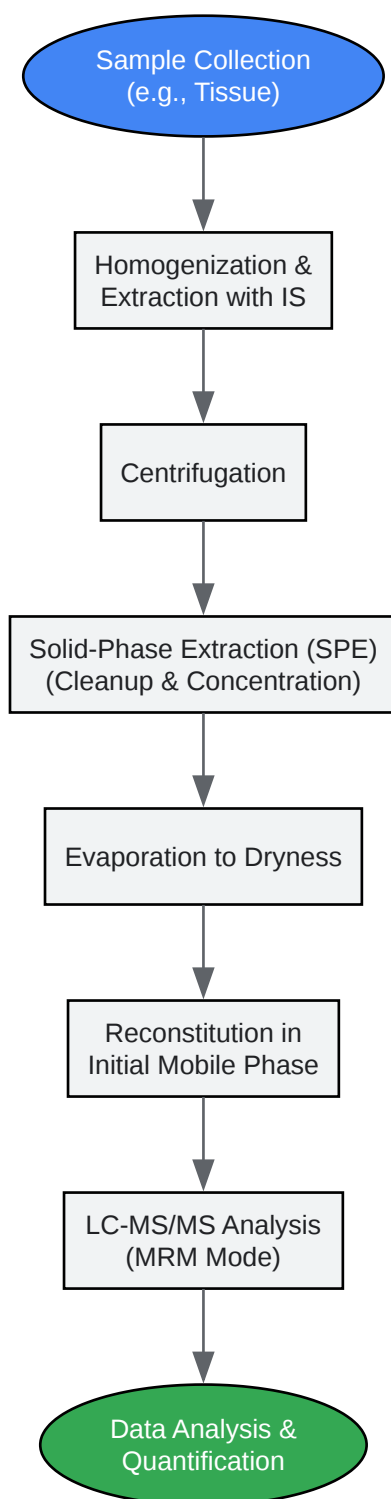 Sample Collection
(e.g., Tissue)
Homogenization &
Extraction with IS
Centrifugation
Solid-Phase Extraction (SPE)
(Cleanup & Concentration)
Evaporation to Dryness
Reconstitution in
Initial Mobile Phase
LC-MS/MS Analysis
(MRM Mode)
Data Analysis &
Quantification